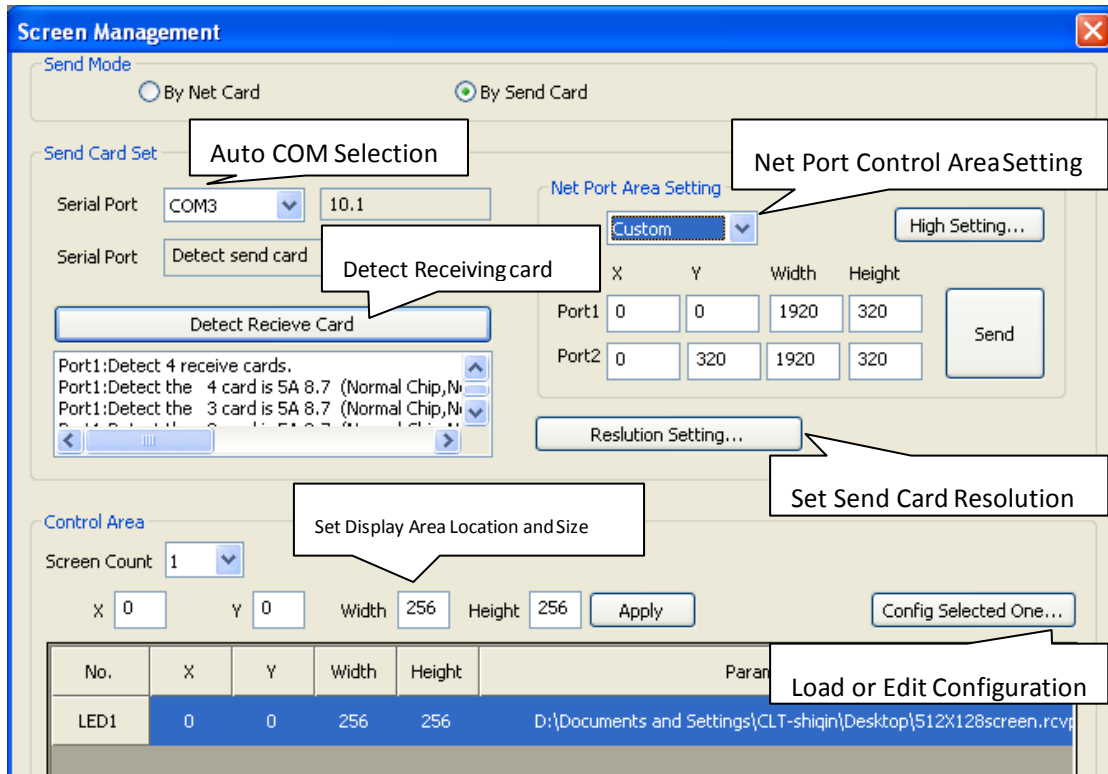 Screen Management
Send Mode
By Net Card
By Send Card
Send Card Set
Auto COM Selection
Net Port Control AreaSetting
Serial Port
COM3
10.1
Net Port Area Setting
Custom
High Setting...
Serial Port
Detect send card
Detect Receivingcard
X Y Width Height
Detect Recieve Card
Port1 0 0 1920 320
Send
Port2 0 320 1920 320
Port1:Detect 4 receive cards.
Port1:Detect the 4 card is 5A 8.7 (Normal Chip,
Port1:Detect the 3 card is 5A 8.7 (Normal Chip,
Reslution Setting...
Set Send Card Resolution
Control Area
Set Display Area Location and Size
Screen Count 1
X 0 Y 0 Width 256 Height 256 Apply
Config Selected One...
Load or Edit Configuration
No. X Y Width Height Param
LED1 0 0 256 256 D:\Documents and Settings\CLT-shiqin\Desktop\512X128screen.rcvp